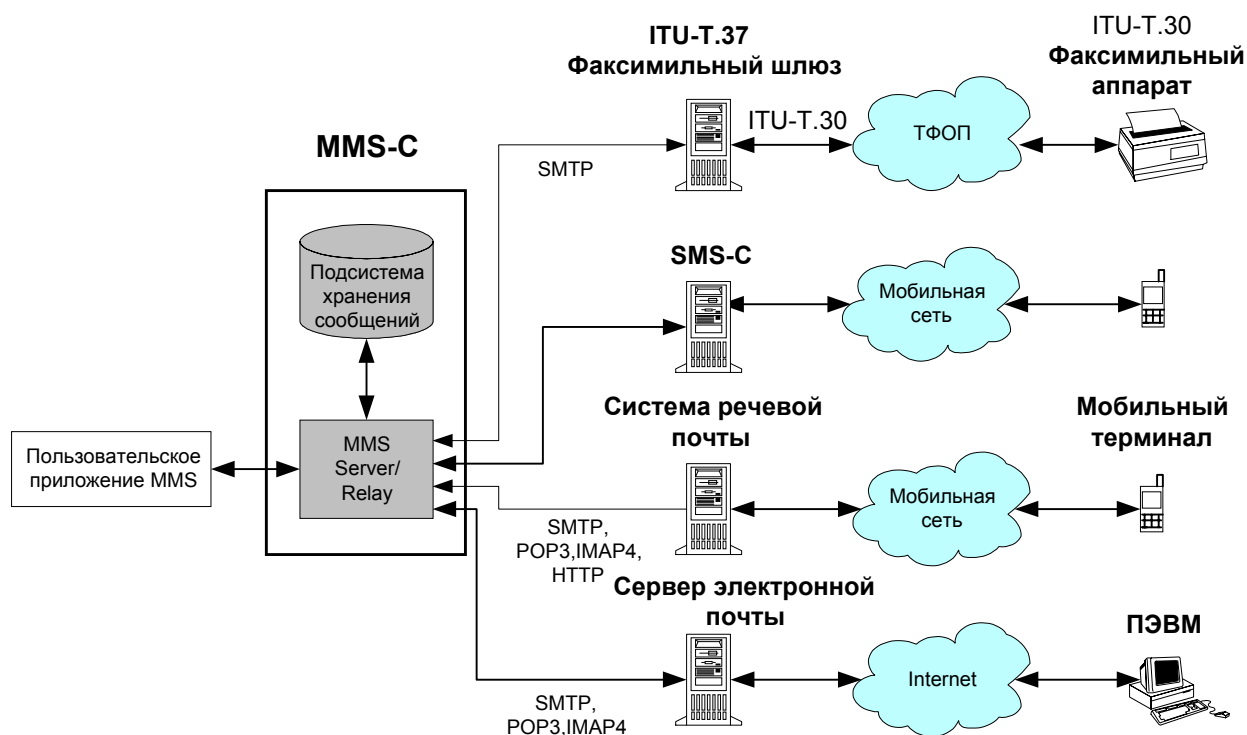 ITU-T.37
Факсимильный шлюз
ITU-T.30
Факсимильный
аппарат
ITU-T.30
ТФОП
MMS-C
SMTP
Подсистема
хранения
сообщений
SMS-C
Мобильная
сеть
Система речевой
почты
Мобильный
терминал
Пользовательское
приложение MMS
MMS
Server/
Relay
Мобильная
сеть
SMTP,
POP3,IMAP4,
HTTP
Сервер электронной
почты
ПЭВМ
Internet
SMTP,
POP3,IMAP4